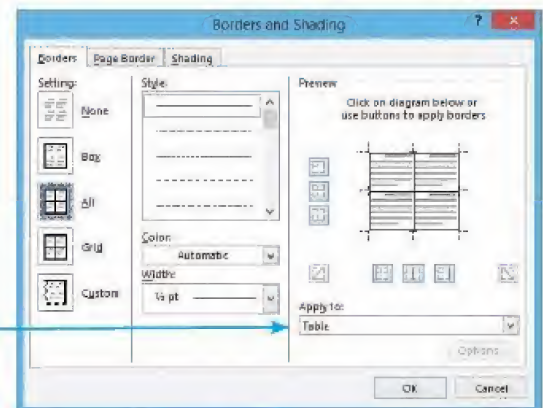 Borders and Shading
?
Borders Page Border Shading
Setting:
None
Box
All
Grid
Custom
Style:
Color:
Automatic
Width:
½ pt
Preview
Click on diagram below or
use buttons to apply borders
Apply to:
Table
Options...
OK Cancel